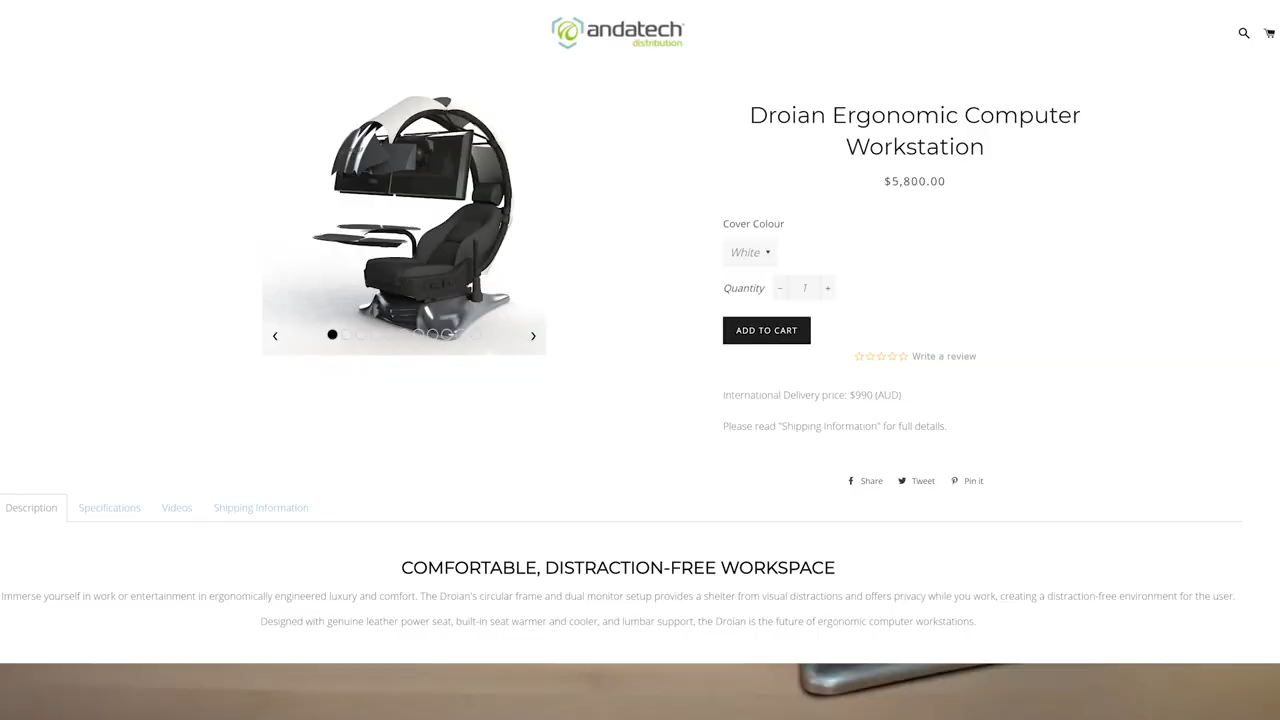 andatech
distribution
Droian Ergonomic Computer
Workstation
$5,800.00
Cover Colour
White
Quantity − 1 +
ADD TO CART
Write a review
International Delivery price: $990 (AUD)
Please read "Shipping Information" for full details.
Share Tweet Pin it
Description Specifications Videos Shipping Information
COMFORTABLE, DISTRACTION-FREE WORKSPACE
Immerse yourself in work or entertainment in ergonomically engineered luxury and comfort. The Droian's circular frame and dual monitor setup provides a shelter from visual distractions and offers privacy while you work, creating a distraction-free environment for the user.
Designed with genuine leather power seat, built-in seat warmer and cooler, and lumbar support, the Droian is the future of ergonomic computer workstations.